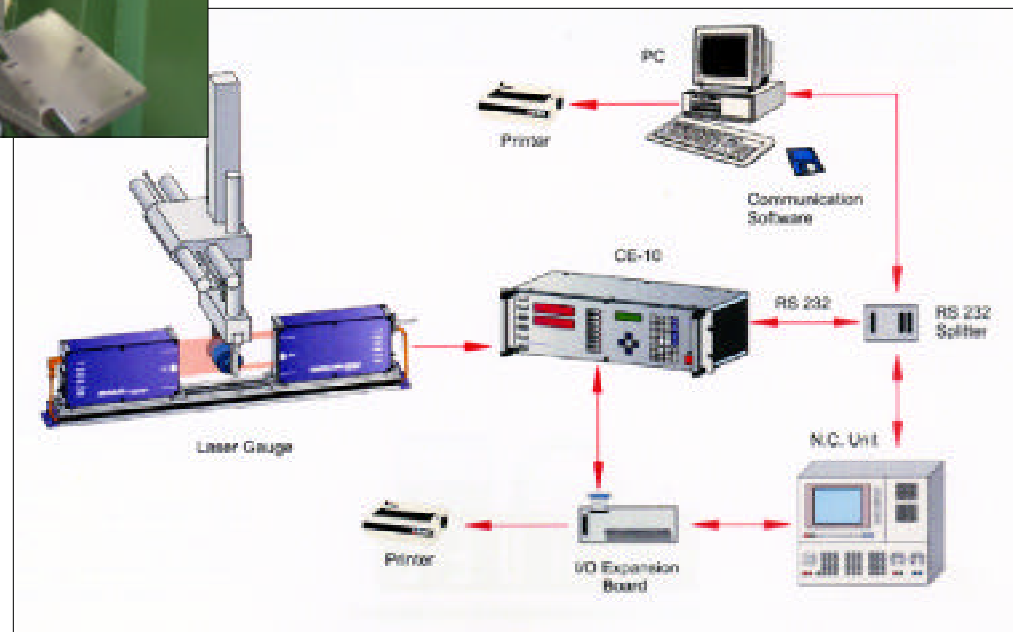 PC
Printer
Communication
Software
CE-10
RS 232
RS 232
Splitter
Laser Gauge
N.C. Unit
Printer
I/O Expansion
Board